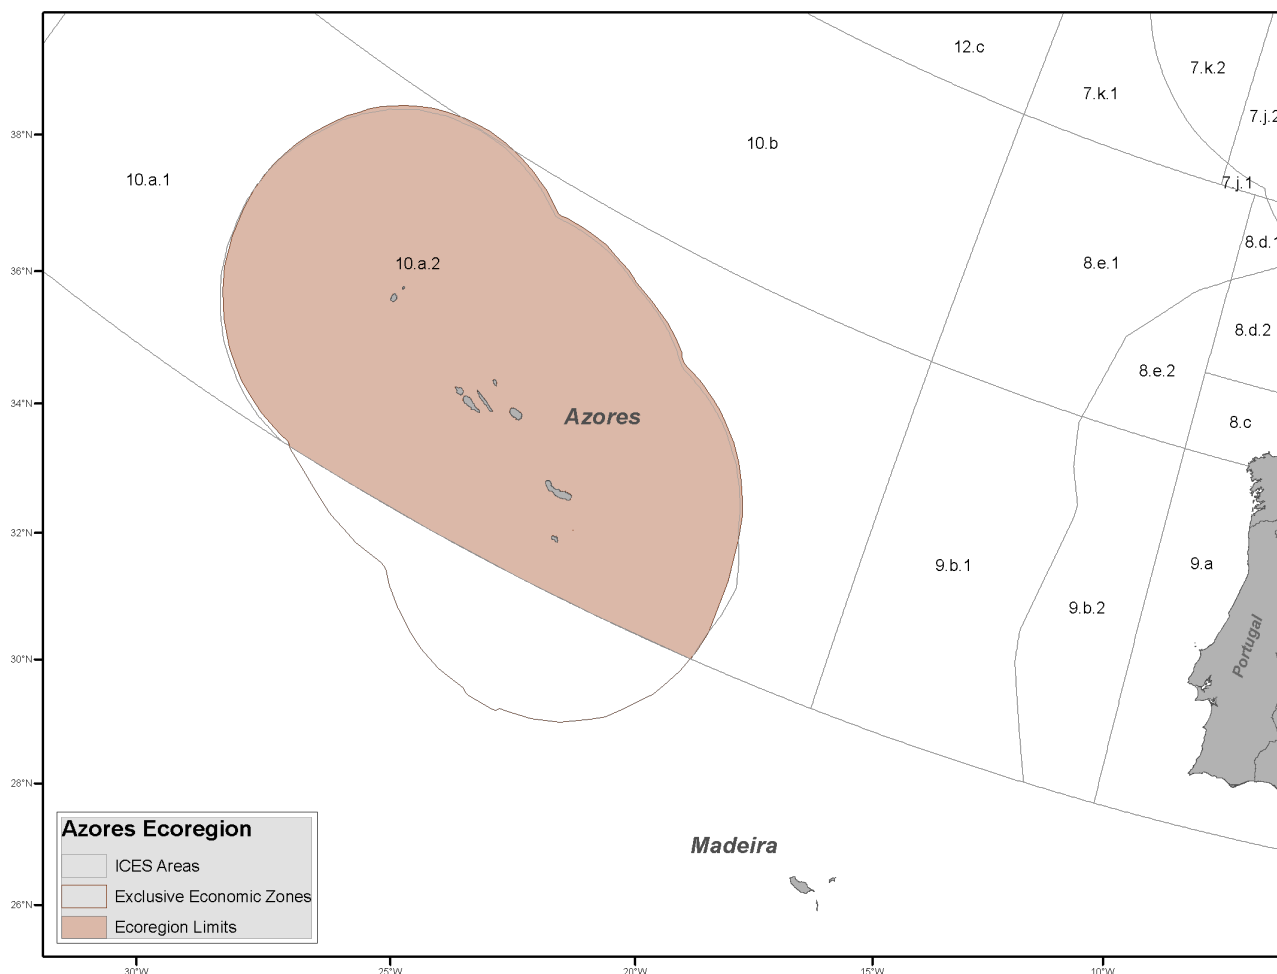 12.c
7.k.2
7.k.1
7.j.2
38°N
10.b
10.a.1
7.j.1
8.d.1
10.a.2
8.e.1
36°N
8.d.2
8.e.2
34°N
Azores
8.c
32°N
9.b.1
9.a
9.b.2
Portugal
30°N
28°N
Azores Ecoregion
ICES Areas
Exclusive Economic Zones
Ecoregion Limits
Madeira
26°N
30°W
25°W
20°W
15°W
10°W